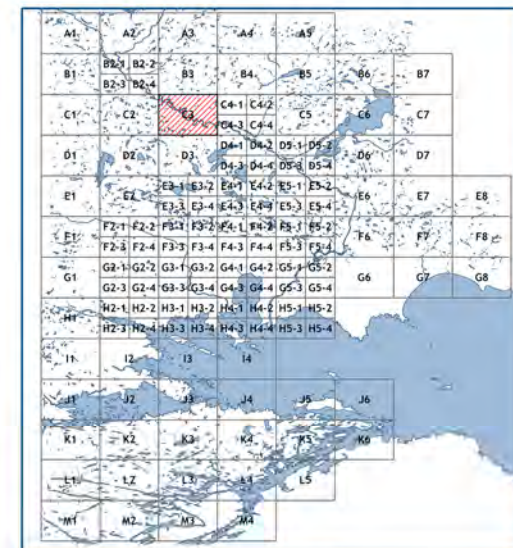 A1 A2 A3 A4 A5
B2-1 B2-2
B1 B3 B4 B5 B6 B7
B2-3 B2-4
C4-1 C4-2
C1 C2 C3 C5 C6 C7
C4-3 C4-4
D4-1 D4-2 D5-1 D5-2
D1 D2 D3 D6 D7
D4-3 D4-4 D5-3 D5-4
E3-1 E3-2 E4-1 E4-2 E5-1 E5-2
E1 E2 E6 E7 E8
E3-3 E3-4 E4-3 E4-4 E5-3 E5-4
F2-1 F2-2 F3-1 F3-2 F4-1 F4-2 F5-1 F5-2
F1 F6 F7 F8
F2-3 F2-4 F3-3 F3-4 F4-3 F4-4 F5-3 F5-4
G2-1 G2-2 G3-1 G3-2 G4-1 G4-2 G5-1 G5-2
G1 G6 G7 G8
G2-3 G2-4 G3-3 G3-4 G4-3 G4-4 G5-3 G5-4
H2-1 H2-2 H3-1 H3-2 H4-1 H4-2 H5-1 H5-2
H1
H2-3 H2-4 H3-3 H3-4 H4-3 H4-4 H5-3 H5-4
I1 I2 I3 I4
J1 J2 J3 J4 J5 J6
K1 K2 K3 K4 K5 K6
L1 L2 L3 L4 L5
M1 M2 M3 M4